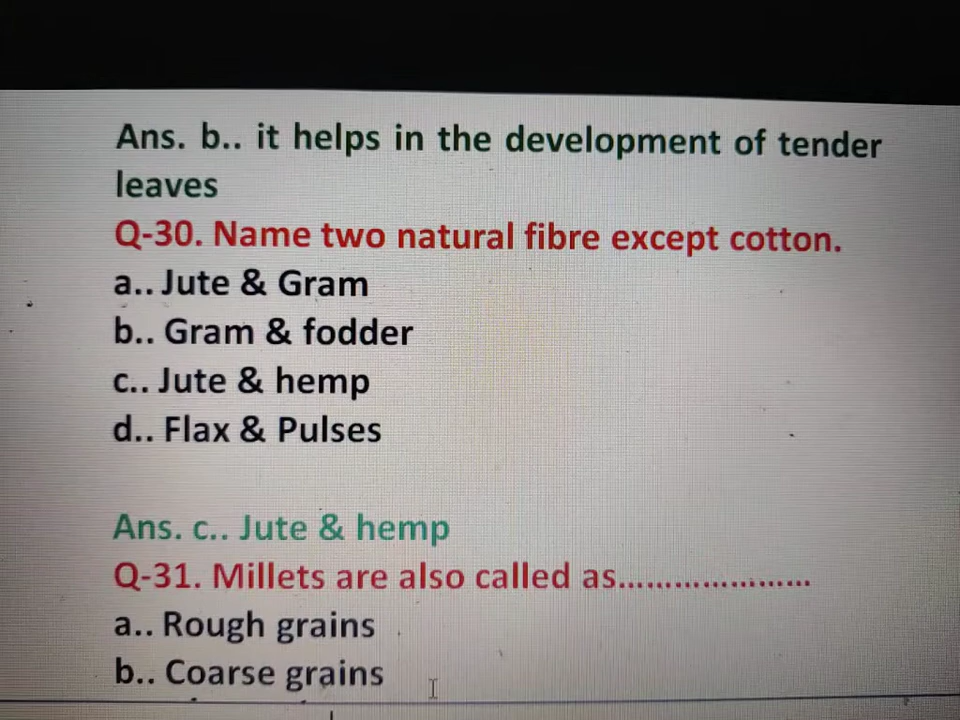 Ans. b.. it helps in the development of tender
leaves
Q-30. Name two natural fibre except cotton.
a.. Jute & Gram
b.. Gram & fodder
c.. Jute & hemp
d.. Flax & Pulses
Ans. c.. Jute & hemp
Q-31. Millets are also called as.....................
a.. Rough grains
b.. Coarse grains